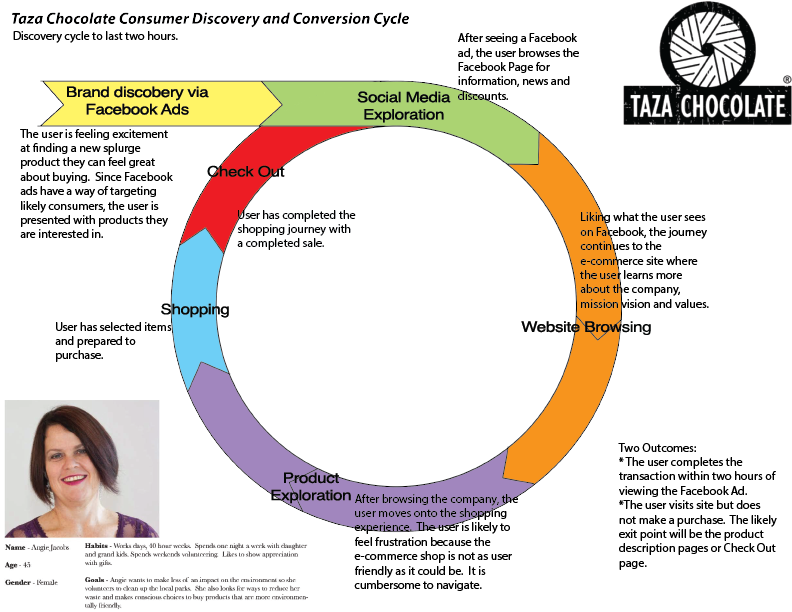 Taza Chocolate Consumer Discovery and Conversion Cycle
Discovery cycle to last two hours.
After seeing a Facebook
ad, the user browses the
Facebook Page for
information, news and
discounts.
TAZA CHOCOLATE®
Brand discobery via
Facebook Ads
Social Media
Exploration
The user is feeling excitement
at finding a new splurge
product they can feel great
about buying. Since Facebook
ads have a way of targeting
likely consumers, the user is
presented with products they
are interested in.
Check Out
User has completed the
shopping journey with
a completed sale.
Liking what the user sees
on Facebook, the journey
continues to the
e-commerce site where
the user learns more
about the company,
mission vision and values.
Shopping
User has selected items
and prepared to
purchase.
Website Browsing
Product
Exploration
After browsing the company, the
user moves onto the shopping
experience. The user is likely to
feel frustration because the
e-commerce shop is not as user
friendly as it could be. It is
cumbersome to navigate.
Two Outcomes:
* The user completes the
transaction within two hours of
viewing the Facebook Ad.
*The user visits site but does
not make a purchase. The likely
exit point will be the product
description pages or Check Out
page.
Name - Angie Jacobs
Age - 45
Gender - Female
Habits - Works days, 40 hour weeks. Spends one night a week with daughter
and grand kids. Spends weekends volunteering. Likes to show appreciation
with gifts.
Goals - Angie wants to make less of an impact on the environment so she
volunteers to clean up the local parks. She also looks for ways to reduce her
waste and makes conscious choices to buy products that are more environmen-
tally friendly.